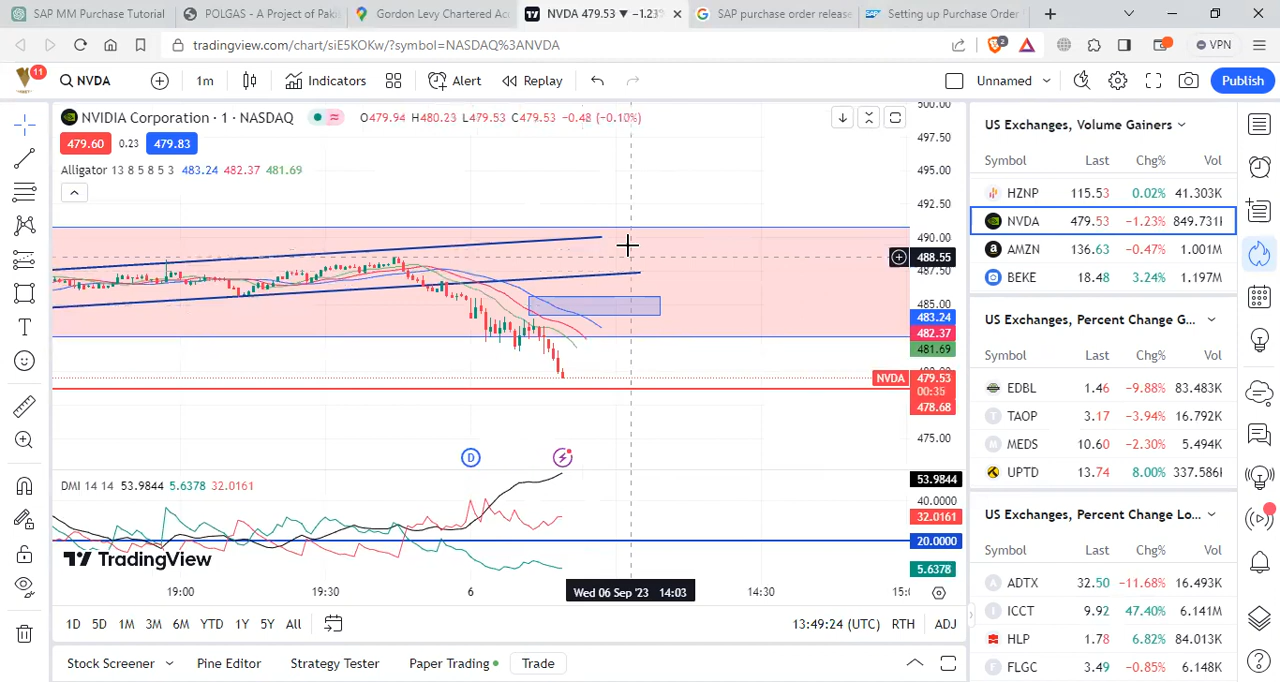 SAP MM Purchase Tutorial
POLGAS - A Project of Paki
Gordon Levy Chartered Acc
NVDA 479.53 ▼ −1.23%
SAP purchase order release
Setting up Purchase Order
tradingview.com/chart/siE5KOKw/?symbol=NASDAQ%3ANVDA
2
VPN
11
NVDA
1m
Indicators
Alert
Replay
Unnamed
Publish
NVIDIA Corporation · 1 · NASDAQ
O479.94 H480.23 L479.53 C479.53 −0.48 (−0.10%)
479.60 0.23 479.83
Alligator 13 8 5 8 5 3 483.24 482.37 481.69
500.00
497.50
495.00
492.50
490.00
488.55
487.50
485.00
483.24
482.37
481.69
NVDA 479.53
00:35
478.68
475.00
D
DMI 14 14 53.9844 5.6378 32.0161
53.9844
40.0000
32.0161
20.0000
5.6378
TradingView
19:00
19:30
6
Wed 06 Sep '23 14:03
14:30
15:0
1D 5D 1M 3M 6M YTD 1Y 5Y All
13:49:24 (UTC) RTH ADJ
Stock Screener
Pine Editor
Strategy Tester
Paper Trading
Trade
US Exchanges, Volume Gainers
Symbol Last Chg% Vol
HZNP 115.53 0.02% 41.303K
NVDA 479.53 −1.23% 849.731K
AMZN 136.63 −0.47% 1.001M
BEKE 18.48 3.24% 1.197M
US Exchanges, Percent Change G...
Symbol Last Chg% Vol
EDBL 1.46 −9.88% 83.483K
TAOP 3.17 −3.94% 16.792K
MEDS 10.60 −2.30% 5.494K
UPTD 13.74 8.00% 337.586K
US Exchanges, Percent Change Lo...
Symbol Last Chg% Vol
ADTX 32.50 −11.68% 16.493K
ICCT 9.92 47.40% 6.141M
HLP 1.78 6.82% 84.013K
FLGC 3.49 −0.85% 6.148K